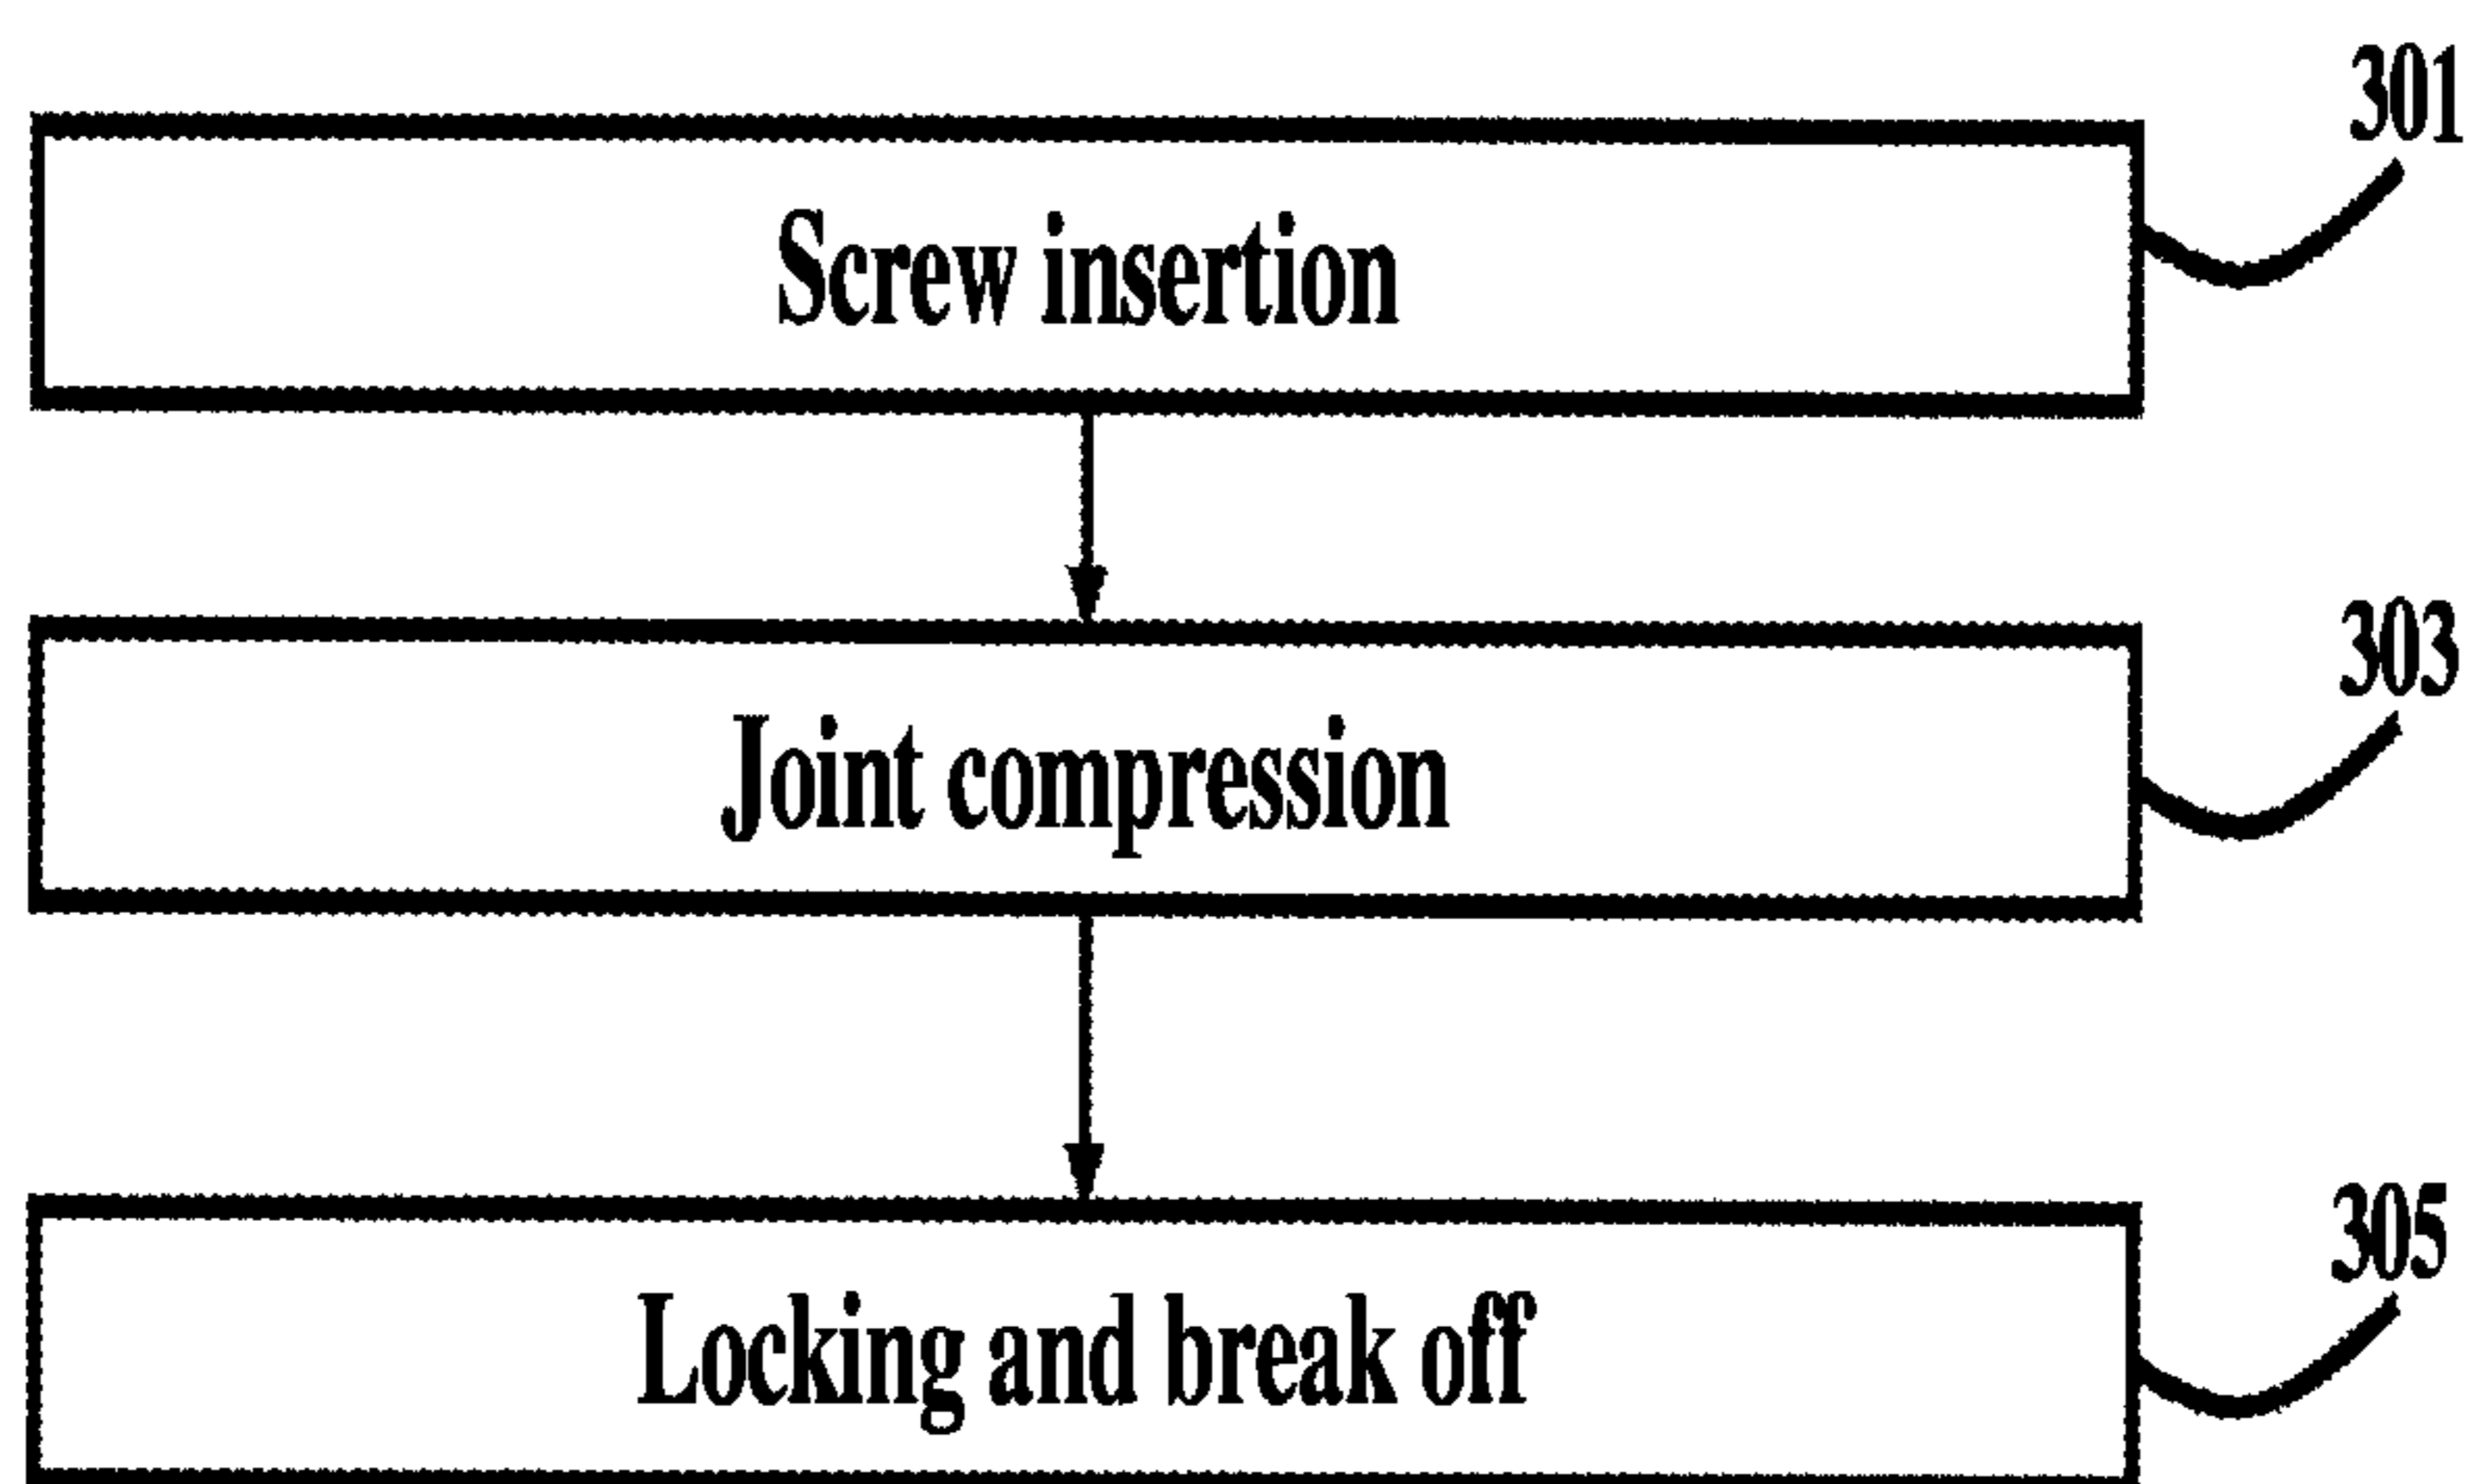 301
Screw insertion
303
Joint compression
305
Locking and break off